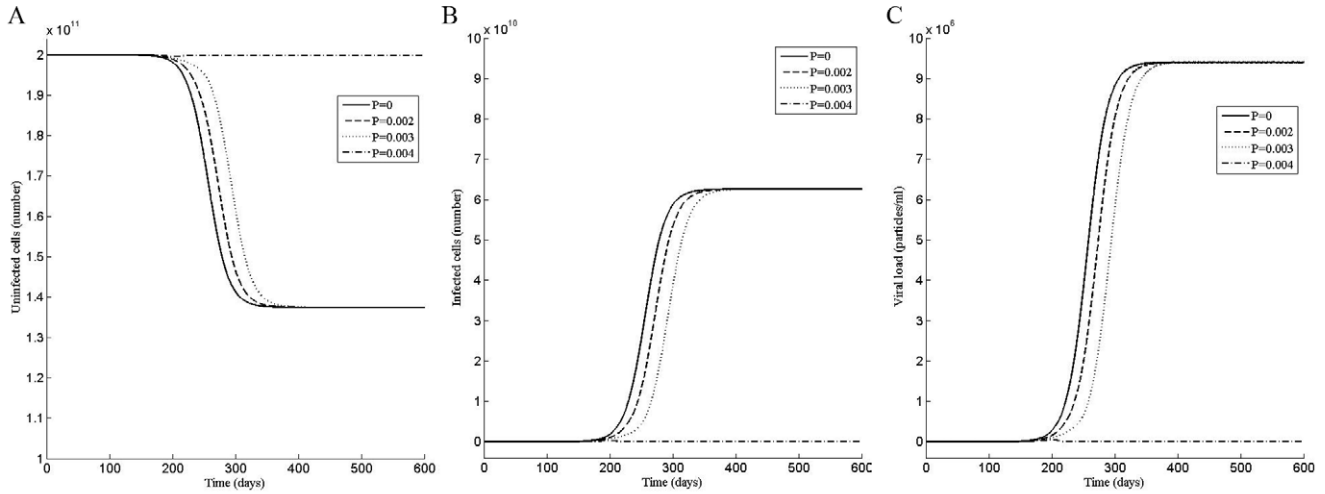 A
x 10¹¹
2
1.9
1.8
1.7
1.6
1.5
1.4
1.3
1.2
1.1
1
Uninfected cells (number)
0 100 200 300 400 500 600
Time (days)
P=0
P=0.002
P=0.003
P=0.004
B
x 10¹⁰
10
9
8
7
6
5
4
3
2
1
0
Infected cells (number)
0 100 200 300 400 500 600
Time (days)
P=0
P=0.002
P=0.003
P=0.004
C
x 10⁶
10
9
8
7
6
5
4
3
2
1
0
Viral load (particles/ml)
0 100 200 300 400 500 600
Time (days)
P=0
P=0.002
P=0.003
P=0.004